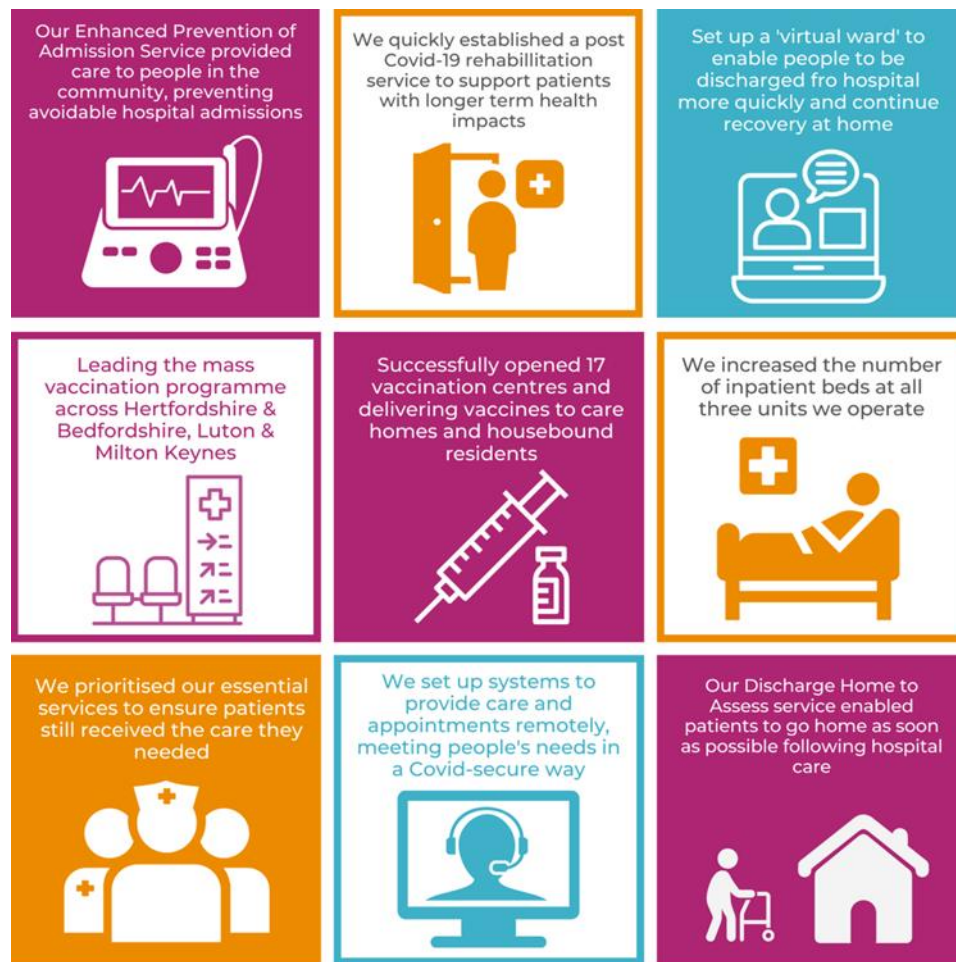 Our Enhanced Prevention of
Admission Service provided
care to people in the
community, preventing
avoidable hospital admissions
We quickly established a post
Covid-19 rehabillitation
service to support patients
with longer term health
impacts
Set up a 'virtual ward' to
enable people to be
discharged fro hospital
more quickly and continue
recovery at home
Leading the mass
vaccination programme
across Hertfordshire &
Bedfordshire, Luton &
Milton Keynes
Successfully opened 17
vaccination centres and
delivering vaccines to care
homes and housebound
residents
We increased the number
of inpatient beds at all
three units we operate
We prioritised our essential
services to ensure patients
still received the care they
needed
We set up systems to
provide care and
appointments remotely,
meeting people's needs in
a Covid-secure way
Our Discharge Home to
Assess service enabled
patients to go home as soon
as possible following hospital
care